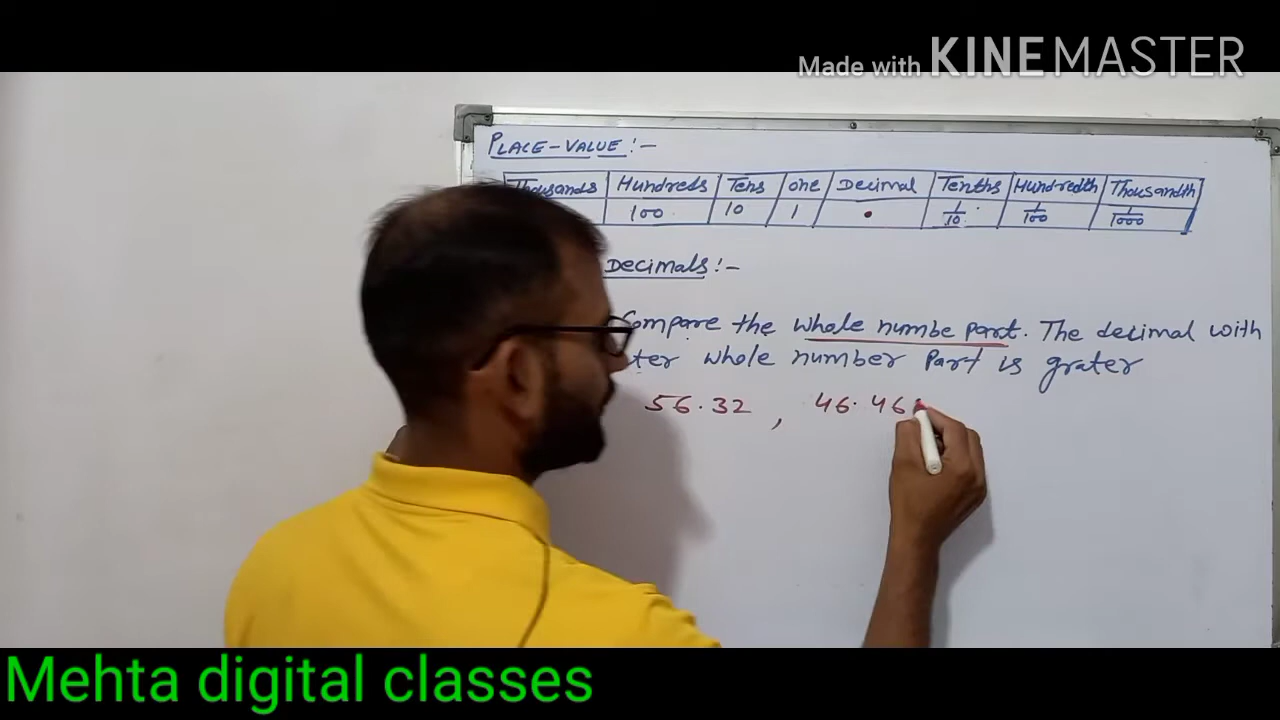 Made with KINEMASTER
PLACE-VALUE :-
Thousands Hundreds Tens one Decimal Tenths Hundredth Thousandth
100 10 1 . 1/10 1/100 1/1000
Decimals :-
Compare the whole numbe part. The decimal with
ter whole number Part is grater
56.32 , 46.46
Mehta digital classes